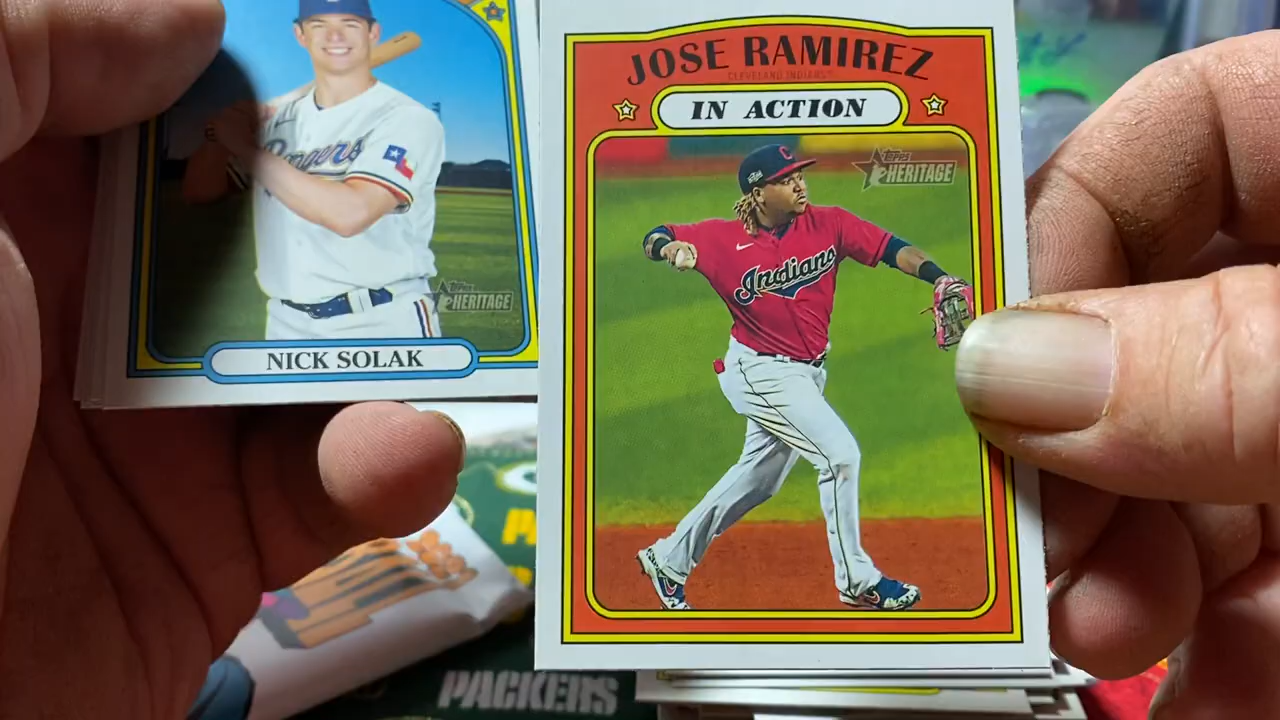 Rangers
Topps
HERITAGE
NICK SOLAK
JOSE RAMIREZ
CLEVELAND INDIANS
IN ACTION
C
Topps
HERITAGE
Indians
PACKERS